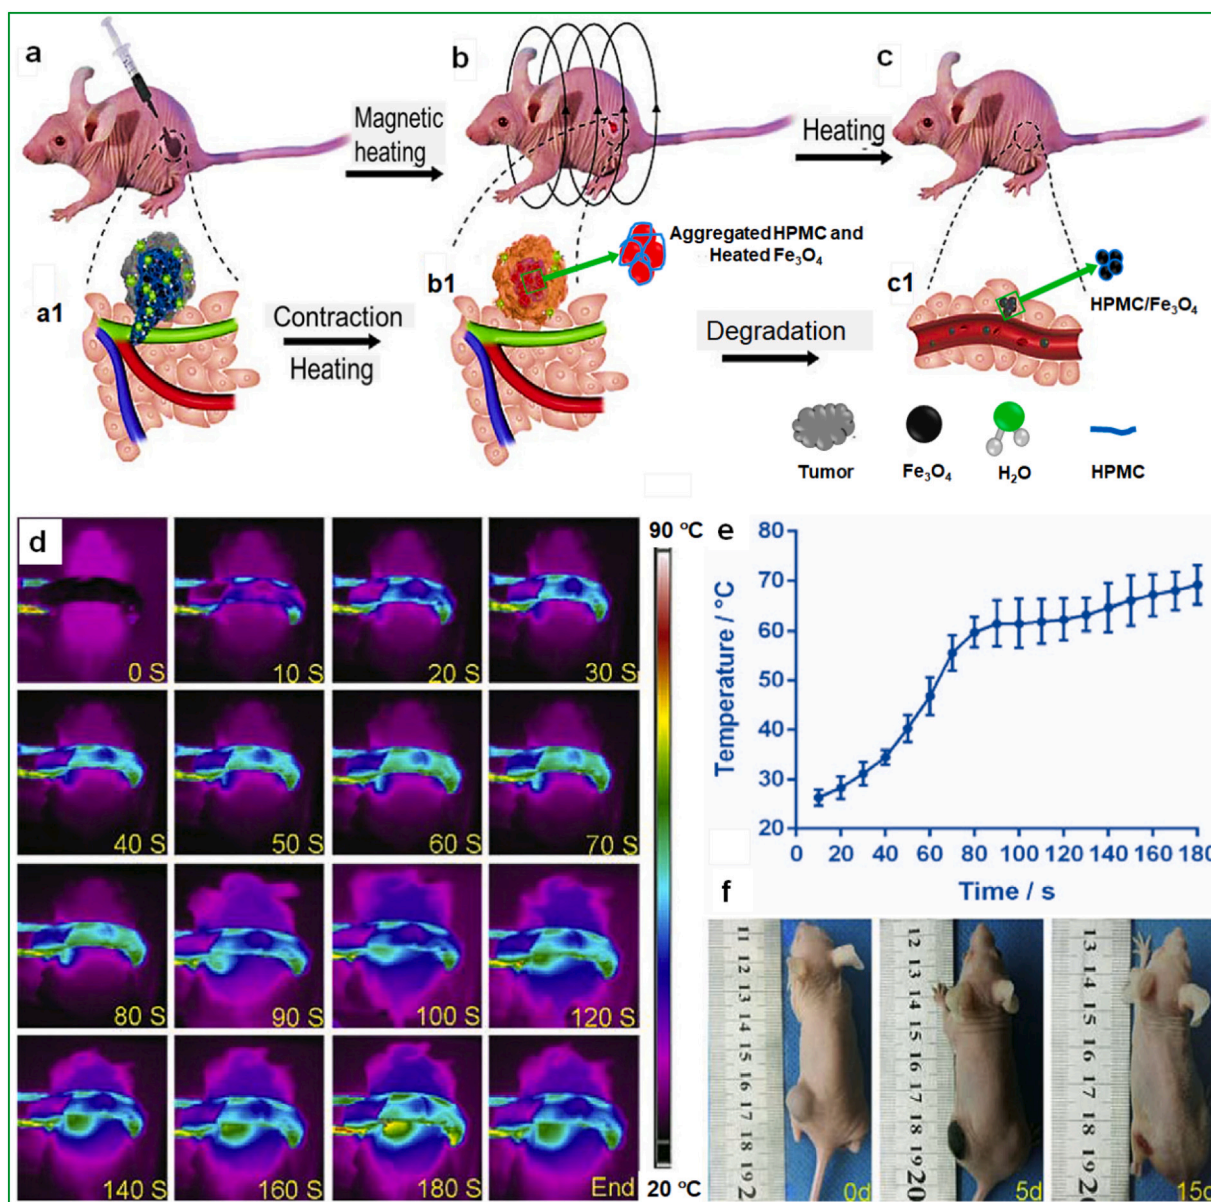 a
b
c
Magnetic
heating
Heating
a1
b1
c1
Aggregated HPMC and
Heated Fe₃O₄
HPMC/Fe₃O₄
Contraction
Heating
Degradation
Tumor
Fe₃O₄
H₂O
HPMC
d
0 S
10 S
20 S
30 S
40 S
50 S
60 S
70 S
80 S
90 S
100 S
120 S
140 S
160 S
180 S
End
90 °C
20 °C
e
80
70
60
50
40
30
20
Temperature / °C
0 20 40 60 80 100 120 140 160 180
Time / s
f
11
12
13
14
15
16
17
18
19
2
0d
12
13
14
15
16
17
18
19
20
5d
13
14
15
16
17
18
19
20
15d